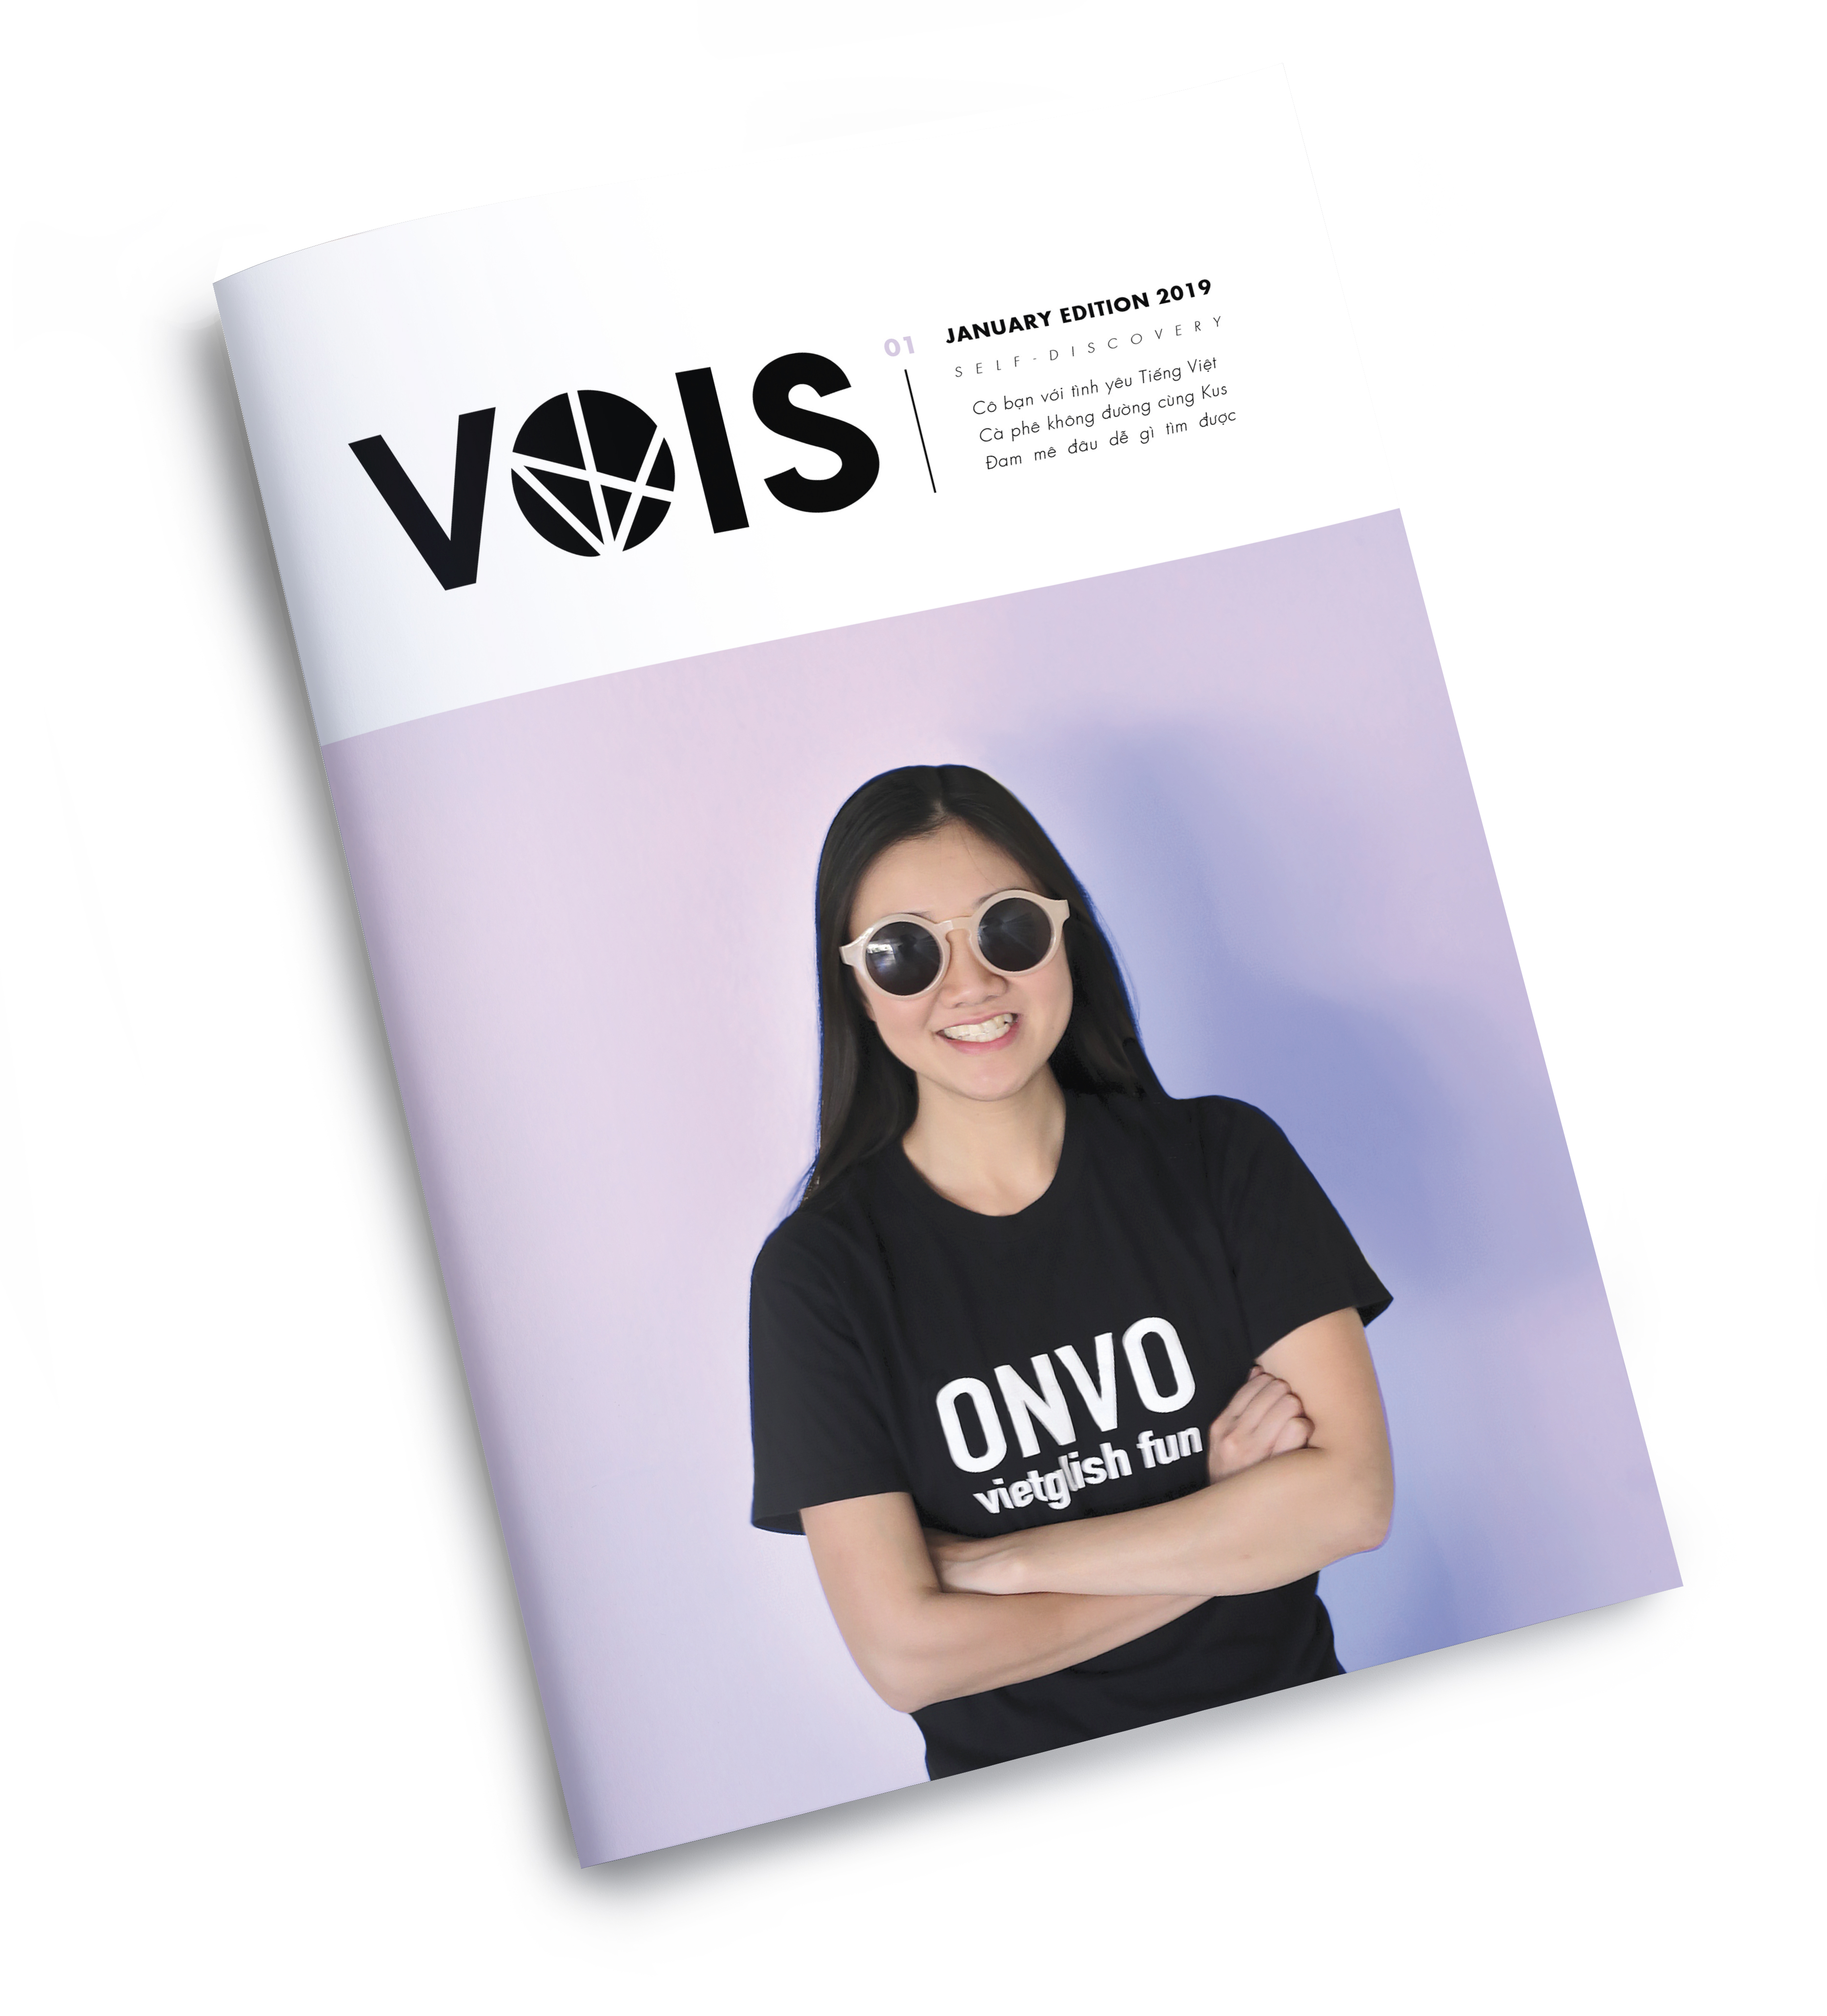 VOIS
01
JANUARY EDITION 2019
SELF-DISCOVERY
Cô bạn với tình yêu Tiếng Việt
Cà phê không đường cùng Kus
Đam mê đâu dễ gì tìm được
ONVO
vietglish fun